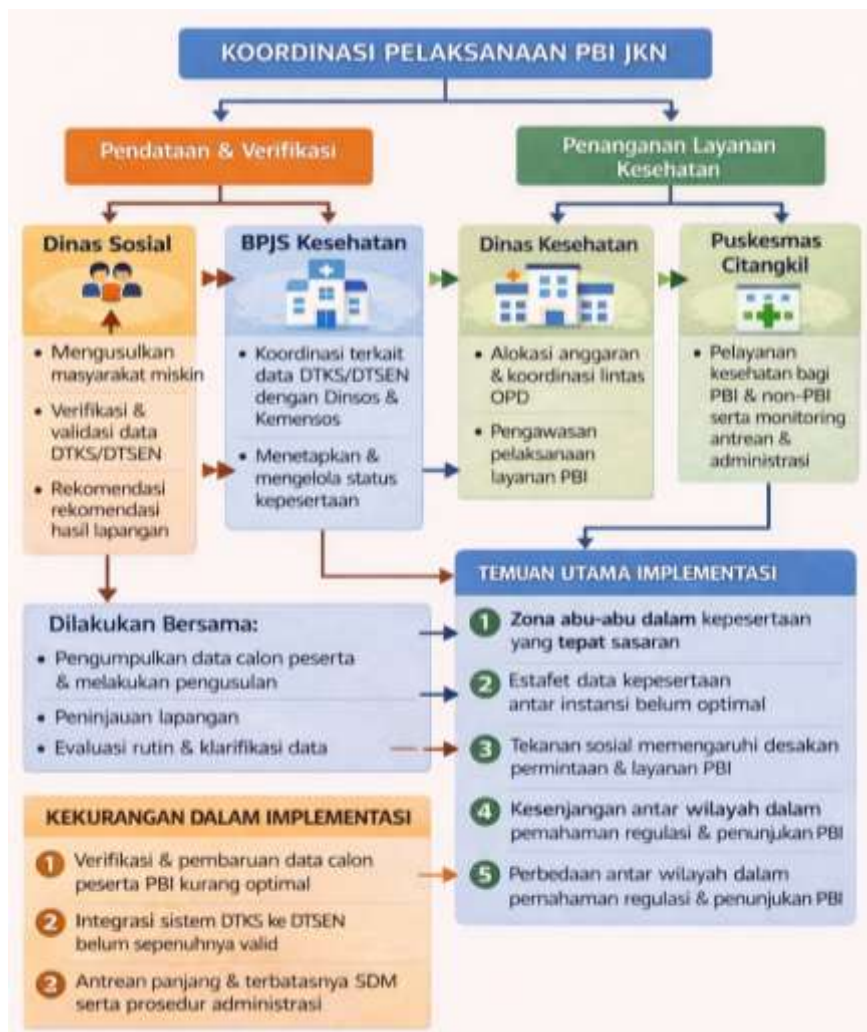 KOORDINASI PELAKSANAAN PBI JKN
Pendataan & Verifikasi
Penanganan Layanan
Kesehatan
Dinas Sosial
• Mengusulkan
masyarakat miskin
• Verifikasi &
validasi data
DTKS/DTSEN
• Rekomendasi
rekomendasi
hasil lapangan
BPJS Kesehatan
• Koordinasi terkait
data DTKS/DTSEN
dengan Dinsos &
Kemensos
• Menetapkan &
mengelola status
kepesertaan
Dinas Kesehatan
• Alokasi anggaran
& koordinasi lintas
OPD
• Pengawasan
pelaksanaan
layanan PBI
Puskesmas
Citangkil
• Pelayanan
kesehatan bagi
PBI & non-PBI
serta monitoring
antrean &
administrasi
Dilakukan Bersama:
• Pengumpulkan data calon peserta
& melakukan pengusulan
• Peninjauan lapangan
• Evaluasi rutin & klarifikasi data
TEMUAN UTAMA IMPLEMENTASI
1 Zona abu-abu dalam kepesertaan
yang tepat sasaran
2 Estafet data kepesertaan
antar instansi belum optimal
3 Tekanan sosial memengaruhi desakan
permintaan & layanan PBI
4 Kesenjangan antar wilayah dalam
pemahaman regulasi & penunjukan PBI
5 Perbedaan antar wilayah dalam
pemahaman regulasi & penunjukan PBI
KEKURANGAN DALAM IMPLEMENTASI
1 Verifikasi & pembaruan data calon
peserta PBI kurang optimal
2 Integrasi sistem DTKS ke DTSEN
belum sepenuhnya valid
2 Antrean panjang & terbatasnya SDM
serta prosedur administrasi